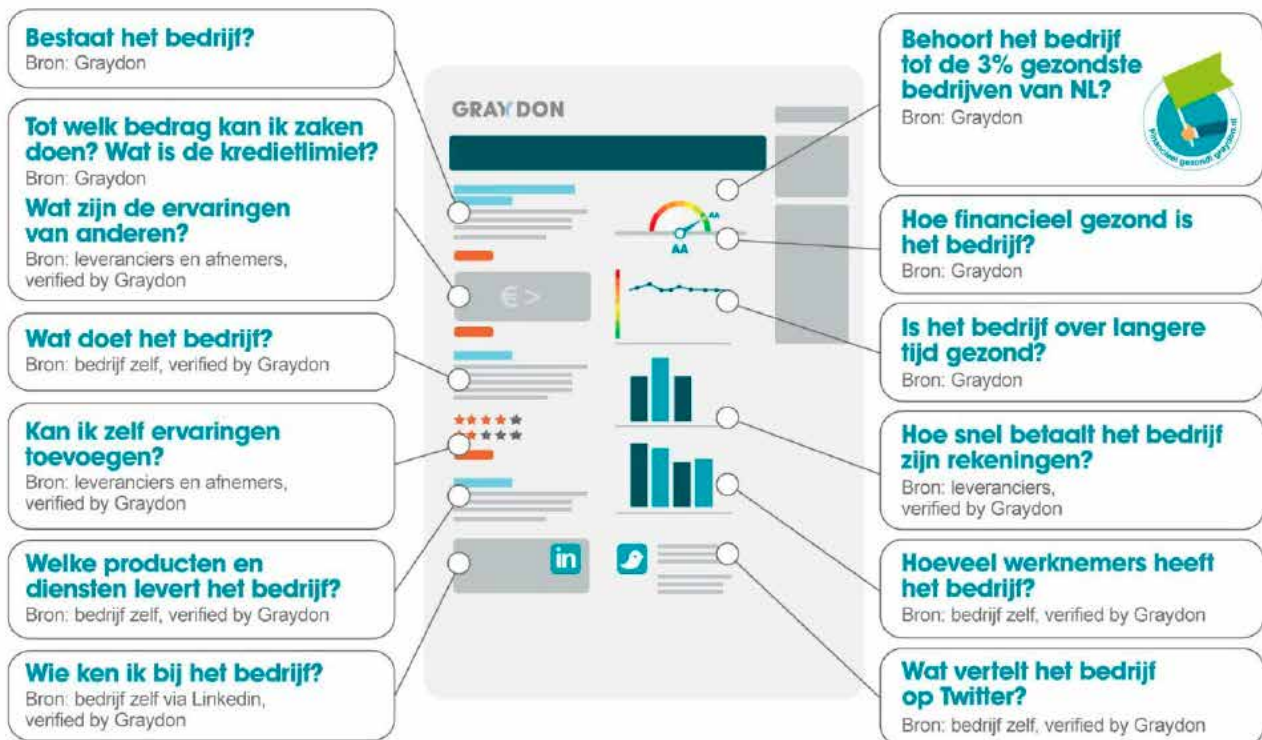 Bestaat het bedrijf?
Bron: Graydon
Tot welk bedrag kan ik zaken
doen? Wat is de kredietlimiet?
Bron: Graydon
Wat zijn de ervaringen
van anderen?
Bron: leveranciers en afnemers,
verified by Graydon
Wat doet het bedrijf?
Bron: bedrijf zelf, verified by Graydon
Kan ik zelf ervaringen
toevoegen?
Bron: leveranciers en afnemers,
verified by Graydon
Welke producten en
diensten levert het bedrijf?
Bron: bedrijf zelf, verified by Graydon
Wie ken ik bij het bedrijf?
Bron: bedrijf zelf via Linkedin,
verified by Graydon
GRAYDON
AA
AA
€ >
in
Behoort het bedrijf
tot de 3% gezondste
bedrijven van NL?
Bron: Graydon
Financieel gezond! graydon.nl
Hoe financieel gezond is
het bedrijf?
Bron: Graydon
Is het bedrijf over langere
tijd gezond?
Bron: Graydon
Hoe snel betaalt het bedrijf
zijn rekeningen?
Bron: leveranciers,
verified by Graydon
Hoeveel werknemers heeft
het bedrijf?
Bron: bedrijf zelf, verified by Graydon
Wat vertelt het bedrijf
op Twitter?
Bron: bedrijf zelf, verified by Graydon